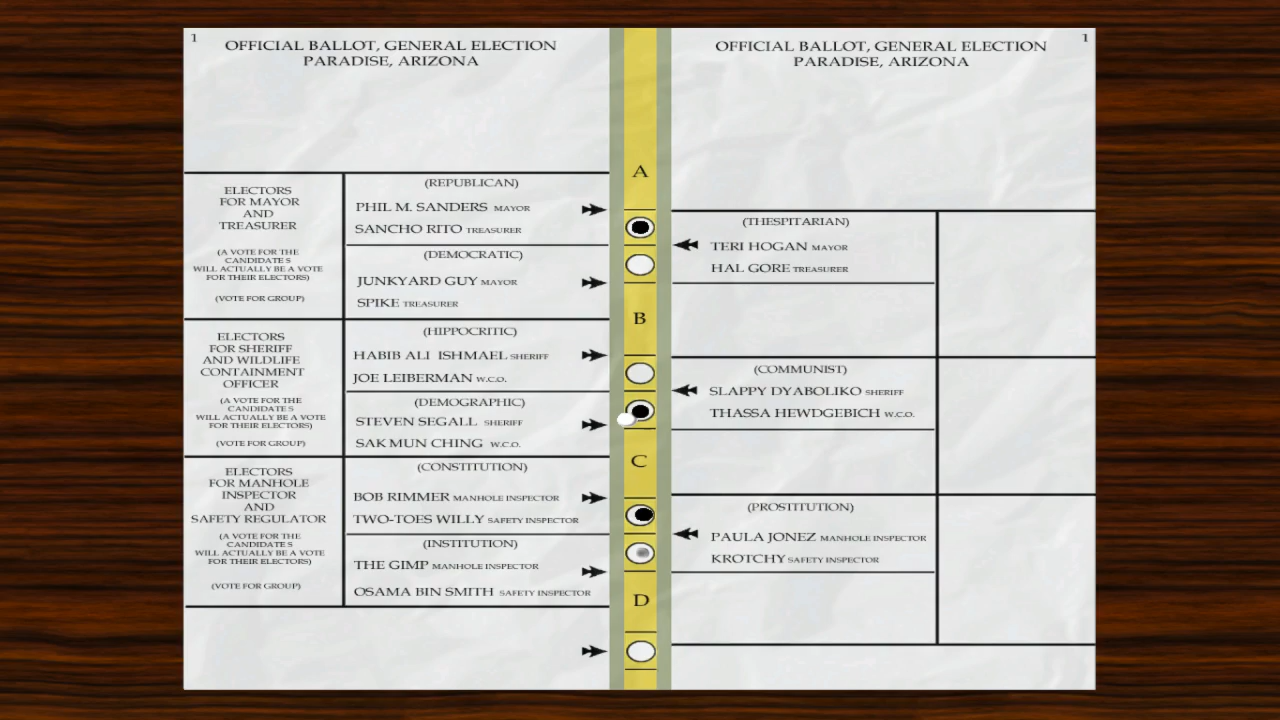 1
OFFICIAL BALLOT, GENERAL ELECTION
PARADISE, ARIZONA
ELECTORS
FOR MAYOR
AND
TREASURER
(A VOTE FOR THE
CANDIDATE S
WILL ACTUALLY BE A VOTE
FOR THEIR ELECTORS)
(VOTE FOR GROUP)
(REPUBLICAN)
PHIL M. SANDERS MAYOR
SANCHO RITO TREASURER
(DEMOCRATIC)
JUNKYARD GUY MAYOR
SPIKE TREASURER
ELECTORS
FOR SHERIFF
AND WILDLIFE
CONTAINMENT
OFFICER
(A VOTE FOR THE
CANDIDATE S
WILL ACTUALLY BE A VOTE
FOR THEIR ELECTORS)
(VOTE FOR GROUP)
(HIPPOCRITIC)
HABIB ALI ISHMAEL SHERIFF
JOE LEIBERMAN W.C.O.
(DEMOGRAPHIC)
STEVEN SEGALL SHERIFF
SAK MUN CHING W.C.O.
ELECTORS
FOR MANHOLE
INSPECTOR
AND
SAFETY REGULATOR
(A VOTE FOR THE
CANDIDATE S
WILL ACTUALLY BE A VOTE
FOR THEIR ELECTORS)
(VOTE FOR GROUP)
(CONSTITUTION)
BOB RIMMER MANHOLE INSPECTOR
TWO-TOES WILLY SAFETY INSPECTOR
(INSTITUTION)
THE GIMP MANHOLE INSPECTOR
OSAMA BIN SMITH SAFETY INSPECTOR
A
B
C
D
1
OFFICIAL BALLOT, GENERAL ELECTION
PARADISE, ARIZONA
(THESPITARIAN)
TERI HOGAN MAYOR
HAL GORE TREASURER
(COMMUNIST)
SLAPPY DYABOLIKO SHERIFF
THASSA HEWDGEBICH W.C.O.
(PROSTITUTION)
PAULA JONEZ MANHOLE INSPECTOR
KROTCHY SAFETY INSPECTOR